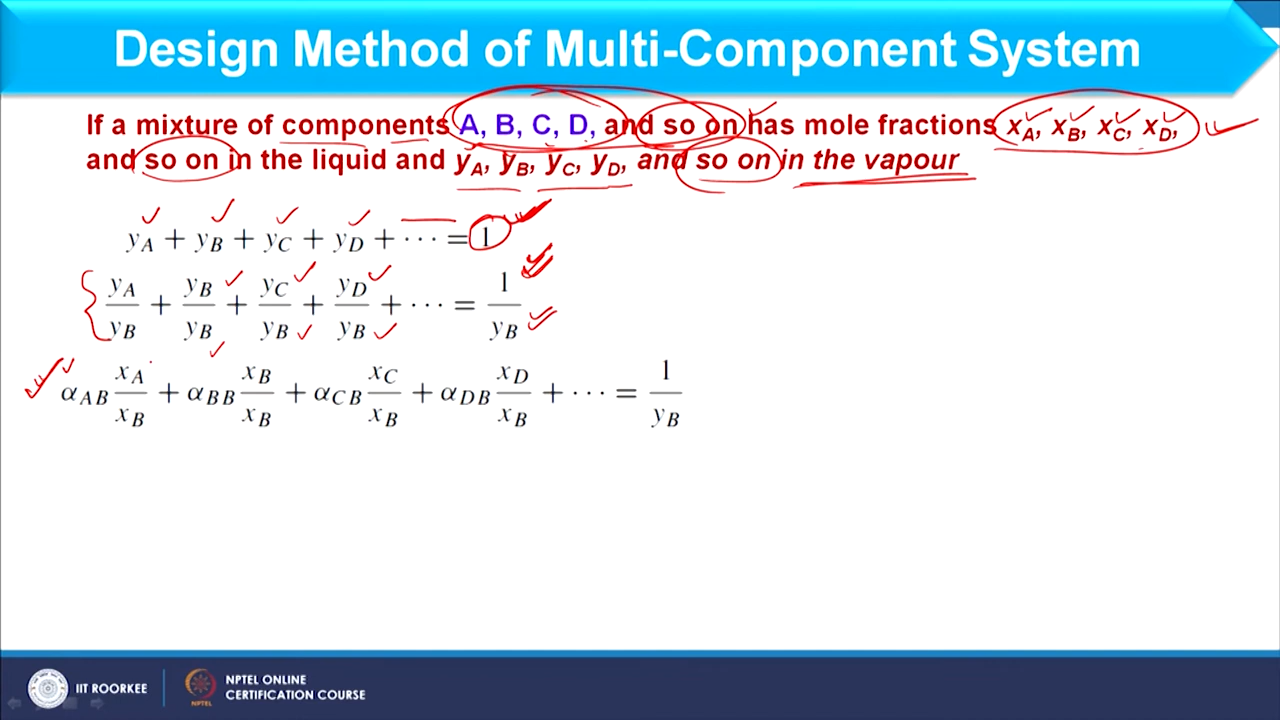 Design Method of Multi-Component System
If a mixture of components A, B, C, D, and so on has mole fractions x_A, x_B, x_C, x_D,
and so on in the liquid and y_A, y_B, y_C, y_D, and so on in the vapour
y_A + y_B + y_C + y_D + ··· = 1
y_A/y_B + y_B/y_B + y_C/y_B + y_D/y_B + ··· = 1/y_B
α_AB x_A/x_B + α_BB x_B/x_B + α_CB x_C/x_B + α_DB x_D/x_B + ··· = 1/y_B
IIT ROORKEE
NPTEL
NPTEL ONLINE
CERTIFICATION COURSE